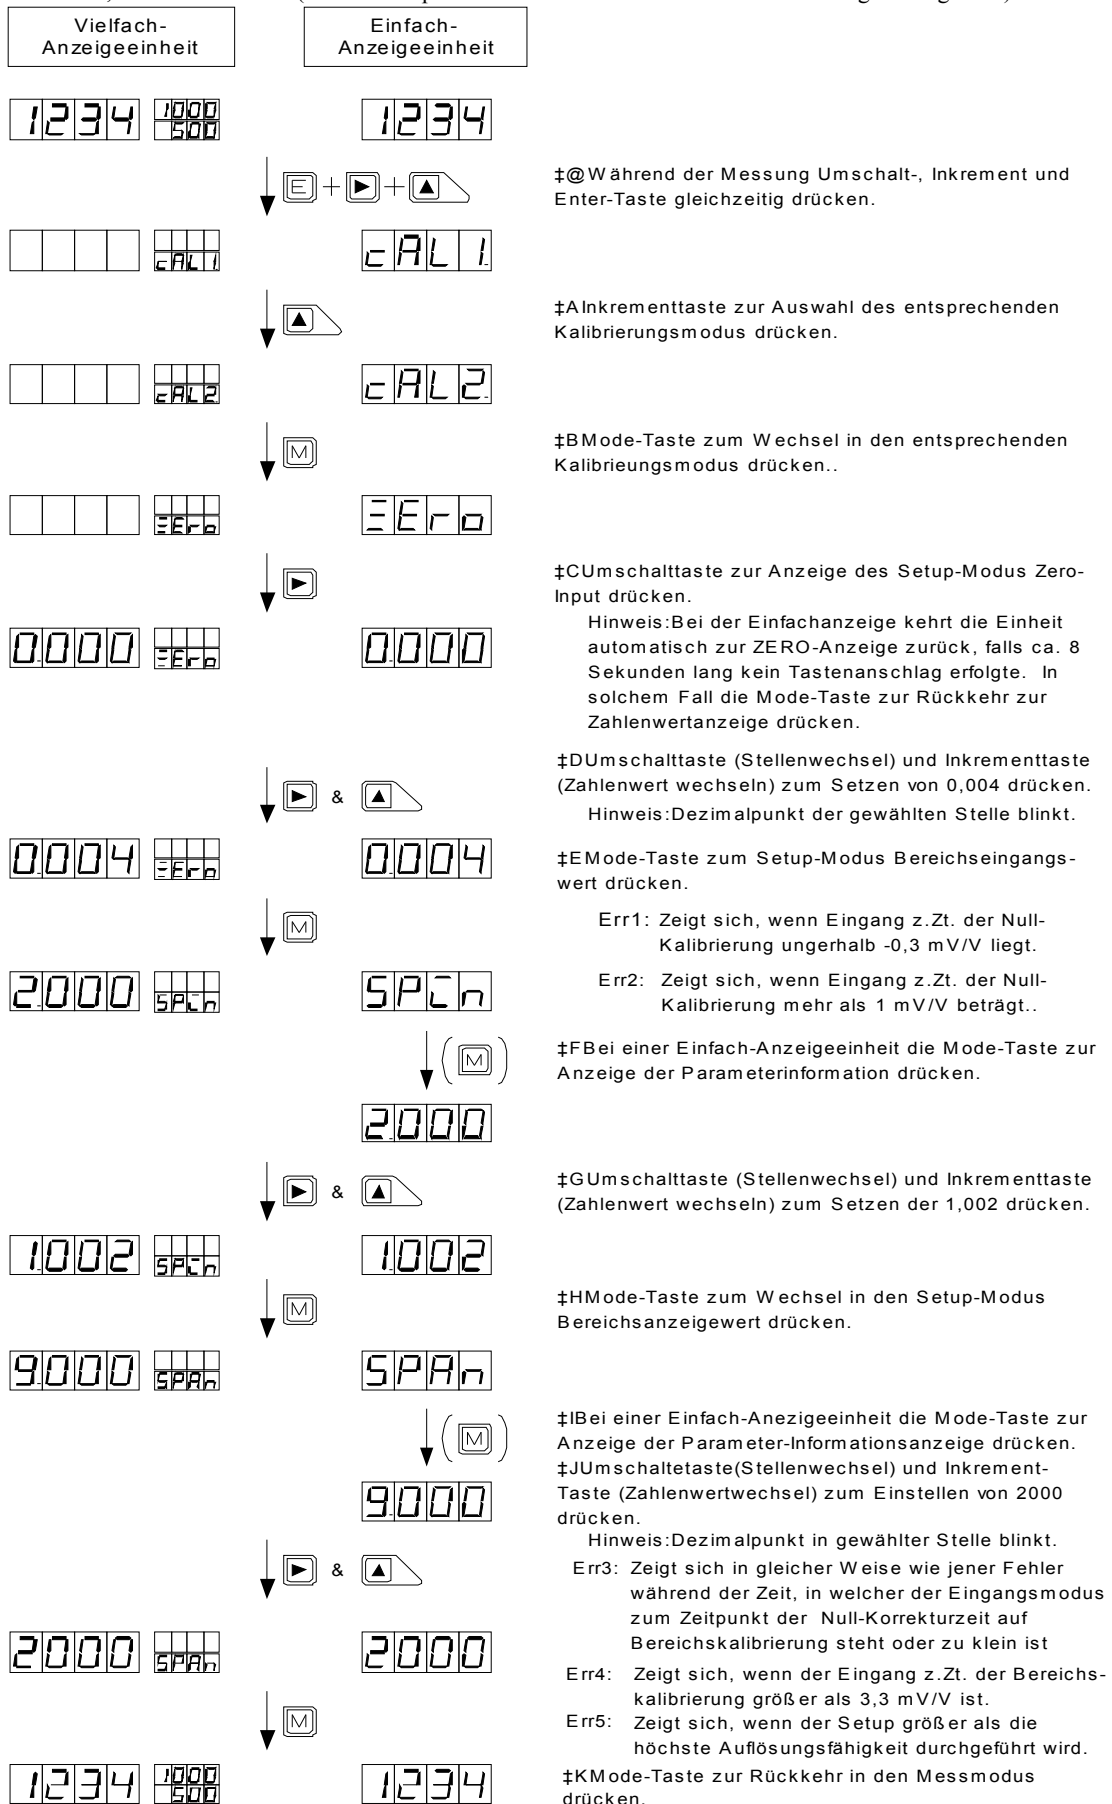 Vielfach-
Anzeigeeinheit
Einfach-
Anzeigeeinheit
1234 1000 1234
500
E + ▶ + ▲
‡@Während der Messung Umschalt-, Inkrement und
Enter-Taste gleichzeitig drücken.
cAL1. cAL1.
▲
‡AInkrementtaste zur Auswahl des entsprechenden
Kalibrierungsmodus drücken.
cAL2. cAL2.
M
‡BMode-Taste zum Wechsel in den entsprechenden
Kalibrieungsmodus drücken..
ZEro ZEro
▶
‡CUmschalttaste zur Anzeige des Setup-Modus Zero-
Input drücken.
Hinweis:Bei der Einfachanzeige kehrt die Einheit
automatisch zur ZERO-Anzeige zurück, falls ca. 8
Sekunden lang kein Tastenanschlag erfolgte. In
solchem Fall die Mode-Taste zur Rückkehr zur
Zahlenwertanzeige drücken.
0.000 ZEro 0.000
‡DUmschalttaste (Stellenwechsel) und Inkrementtaste
(Zahlenwert wechseln) zum Setzen von 0,004 drücken.
Hinweis:Dezimalpunkt der gewählten Stelle blinkt.
▶ & ▲
0.004 ZEro 0.004
‡EMode-Taste zum Setup-Modus Bereichseingangs-
wert drücken.
M
Err1: Zeigt sich, wenn Eingang z.Zt. der Null-
Kalibrierung ungerhalb -0,3 mV/V liegt.
Err2: Zeigt sich, wenn Eingang z.Zt. der Null-
Kalibrierung mehr als 1 mV/V beträgt..
2.000 SPin SPin
(M)
‡FBei einer Einfach-Anzeigeeinheit die Mode-Taste zur
Anzeige der Parameterinformation drücken.
2.000
▶ & ▲
‡GUmschalttaste (Stellenwechsel) und Inkrementtaste
(Zahlenwert wechseln) zum Setzen der 1,002 drücken.
1.002 SPin 1.002
M
‡HMode-Taste zum Wechsel in den Setup-Modus
Bereichsanzeigewert drücken.
9.000 SPAn SPAn
(M)
‡IBei einer Einfach-Anezigeeinheit die Mode-Taste zur
Anzeige der Parameter-Informationsanzeige drücken.
‡JUmschaltetaste(Stellenwechsel) und Inkrement-
Taste (Zahlenwertwechsel) zum Einstellen von 2000
drücken.
Hinweis:Dezimalpunkt in gewählter Stelle blinkt.
9.000
▶ & ▲
Err3: Zeigt sich in gleicher Weise wie jener Fehler
während der Zeit, in welcher der Eingangsmodus
zum Zeitpunkt der Null-Korrekturzeit auf
Bereichskalibrierung steht oder zu klein ist
2000 SPAn 2000
Err4: Zeigt sich, wenn der Eingang z.Zt. der Bereichs-
kalibrierung größer als 3,3 mV/V ist.
M
Err5: Zeigt sich, wenn der Setup größer als die
höchste Auflösungsfähigkeit durchgeführt wird.
1234 1000 1234
500
‡KMode-Taste zur Rückkehr in den Messmodus
drücken.